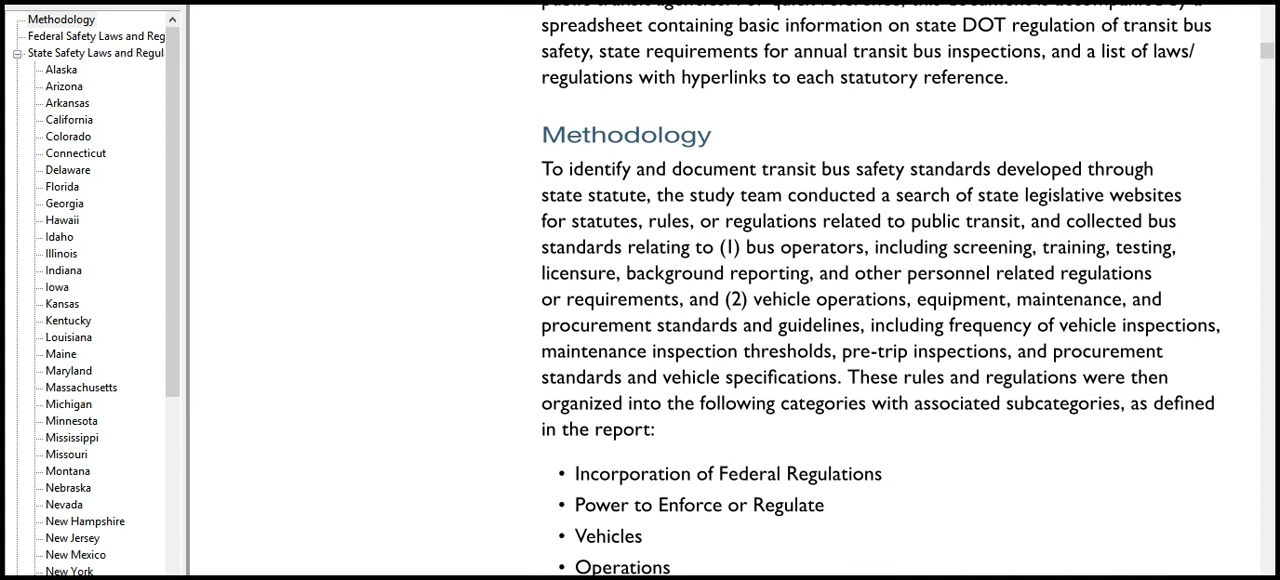 Methodology
Federal Safety Laws and Reg
State Safety Laws and Regul
Alaska
Arizona
Arkansas
California
Colorado
Connecticut
Delaware
Florida
Georgia
Hawaii
Idaho
Illinois
Indiana
Iowa
Kansas
Kentucky
Louisiana
Maine
Maryland
Massachusetts
Michigan
Minnesota
Mississippi
Missouri
Montana
Nebraska
Nevada
New Hampshire
New Jersey
New Mexico
New York
spreadsheet containing basic information on state DOT regulation of transit bus
safety, state requirements for annual transit bus inspections, and a list of laws/
regulations with hyperlinks to each statutory reference.
Methodology
To identify and document transit bus safety standards developed through
state statute, the study team conducted a search of state legislative websites
for statutes, rules, or regulations related to public transit, and collected bus
standards relating to (1) bus operators, including screening, training, testing,
licensure, background reporting, and other personnel related regulations
or requirements, and (2) vehicle operations, equipment, maintenance, and
procurement standards and guidelines, including frequency of vehicle inspections,
maintenance inspection thresholds, pre-trip inspections, and procurement
standards and vehicle specifications. These rules and regulations were then
organized into the following categories with associated subcategories, as defined
in the report:
• Incorporation of Federal Regulations
• Power to Enforce or Regulate
• Vehicles
• Operations